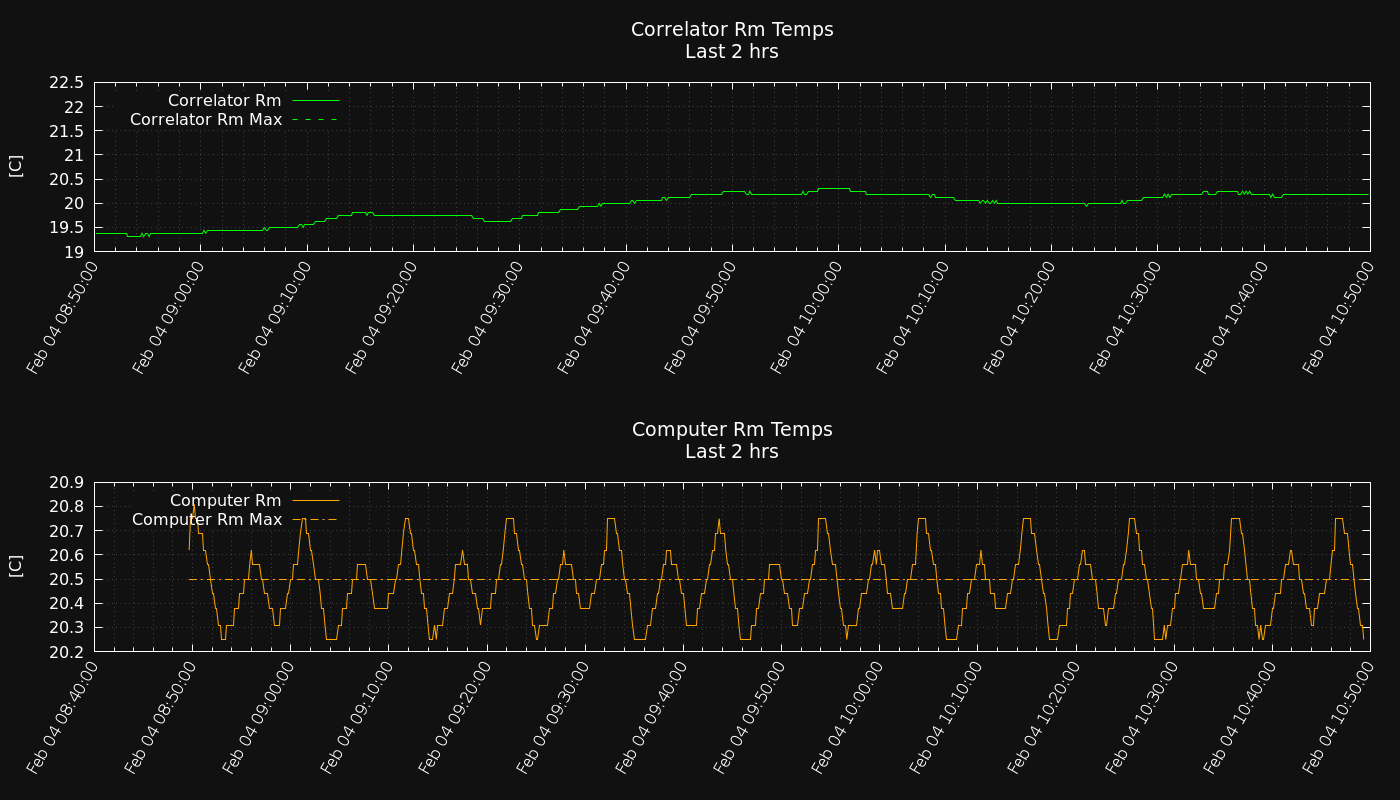 Correlator Rm Temps
Last 2 hrs
[C]
22.5
22
21.5
21
20.5
20
19.5
19
Correlator Rm
Correlator Rm Max
Feb 04 08:50:00
Feb 04 09:00:00
Feb 04 09:10:00
Feb 04 09:20:00
Feb 04 09:30:00
Feb 04 09:40:00
Feb 04 09:50:00
Feb 04 10:00:00
Feb 04 10:10:00
Feb 04 10:20:00
Feb 04 10:30:00
Feb 04 10:40:00
Feb 04 10:50:00
Computer Rm Temps
Last 2 hrs
[C]
20.9
20.8
20.7
20.6
20.5
20.4
20.3
20.2
Computer Rm
Computer Rm Max
Feb 04 08:40:00
Feb 04 08:50:00
Feb 04 09:00:00
Feb 04 09:10:00
Feb 04 09:20:00
Feb 04 09:30:00
Feb 04 09:40:00
Feb 04 09:50:00
Feb 04 10:00:00
Feb 04 10:10:00
Feb 04 10:20:00
Feb 04 10:30:00
Feb 04 10:40:00
Feb 04 10:50:00